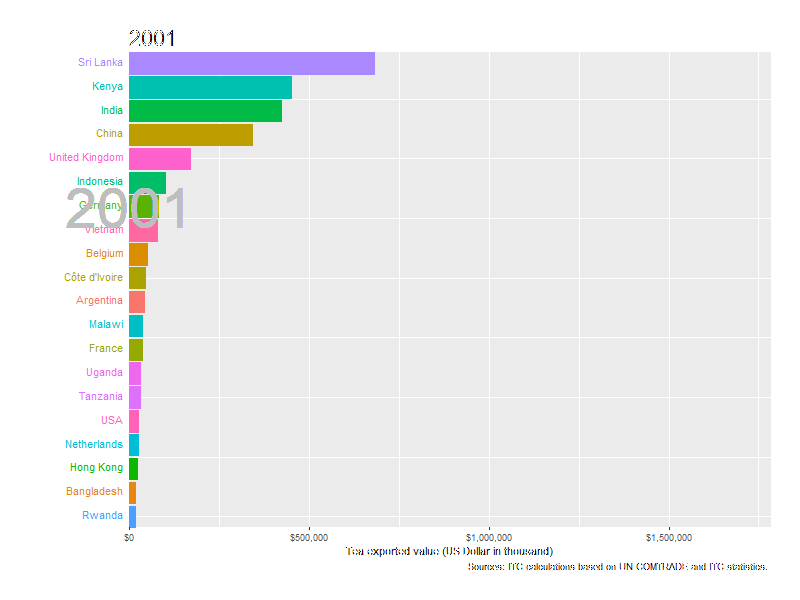 2001
Sri Lanka
Kenya
India
China
United Kingdom
Indonesia
2001
Germany
Vietnam
Belgium
Côte d'Ivoire
Argentina
Malawi
France
Uganda
Tanzania
USA
Netherlands
Hong Kong
Bangladesh
Rwanda
$0 $500,000 $1,000,000 $1,500,000
Tea exported value (US Dollar in thousand)
Sources: ITC calculations based on UN COMTRADE and ITC statistics.